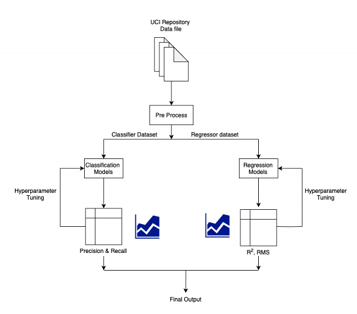 UCI Repository
Data file
Pre Process
Classifier Dataset
Regressor dataset
Classification
Models
Regression
Models
Hyperparameter
Tuning
Hyperparameter
Tuning
Precision & Recall
R², RMS
Final Output